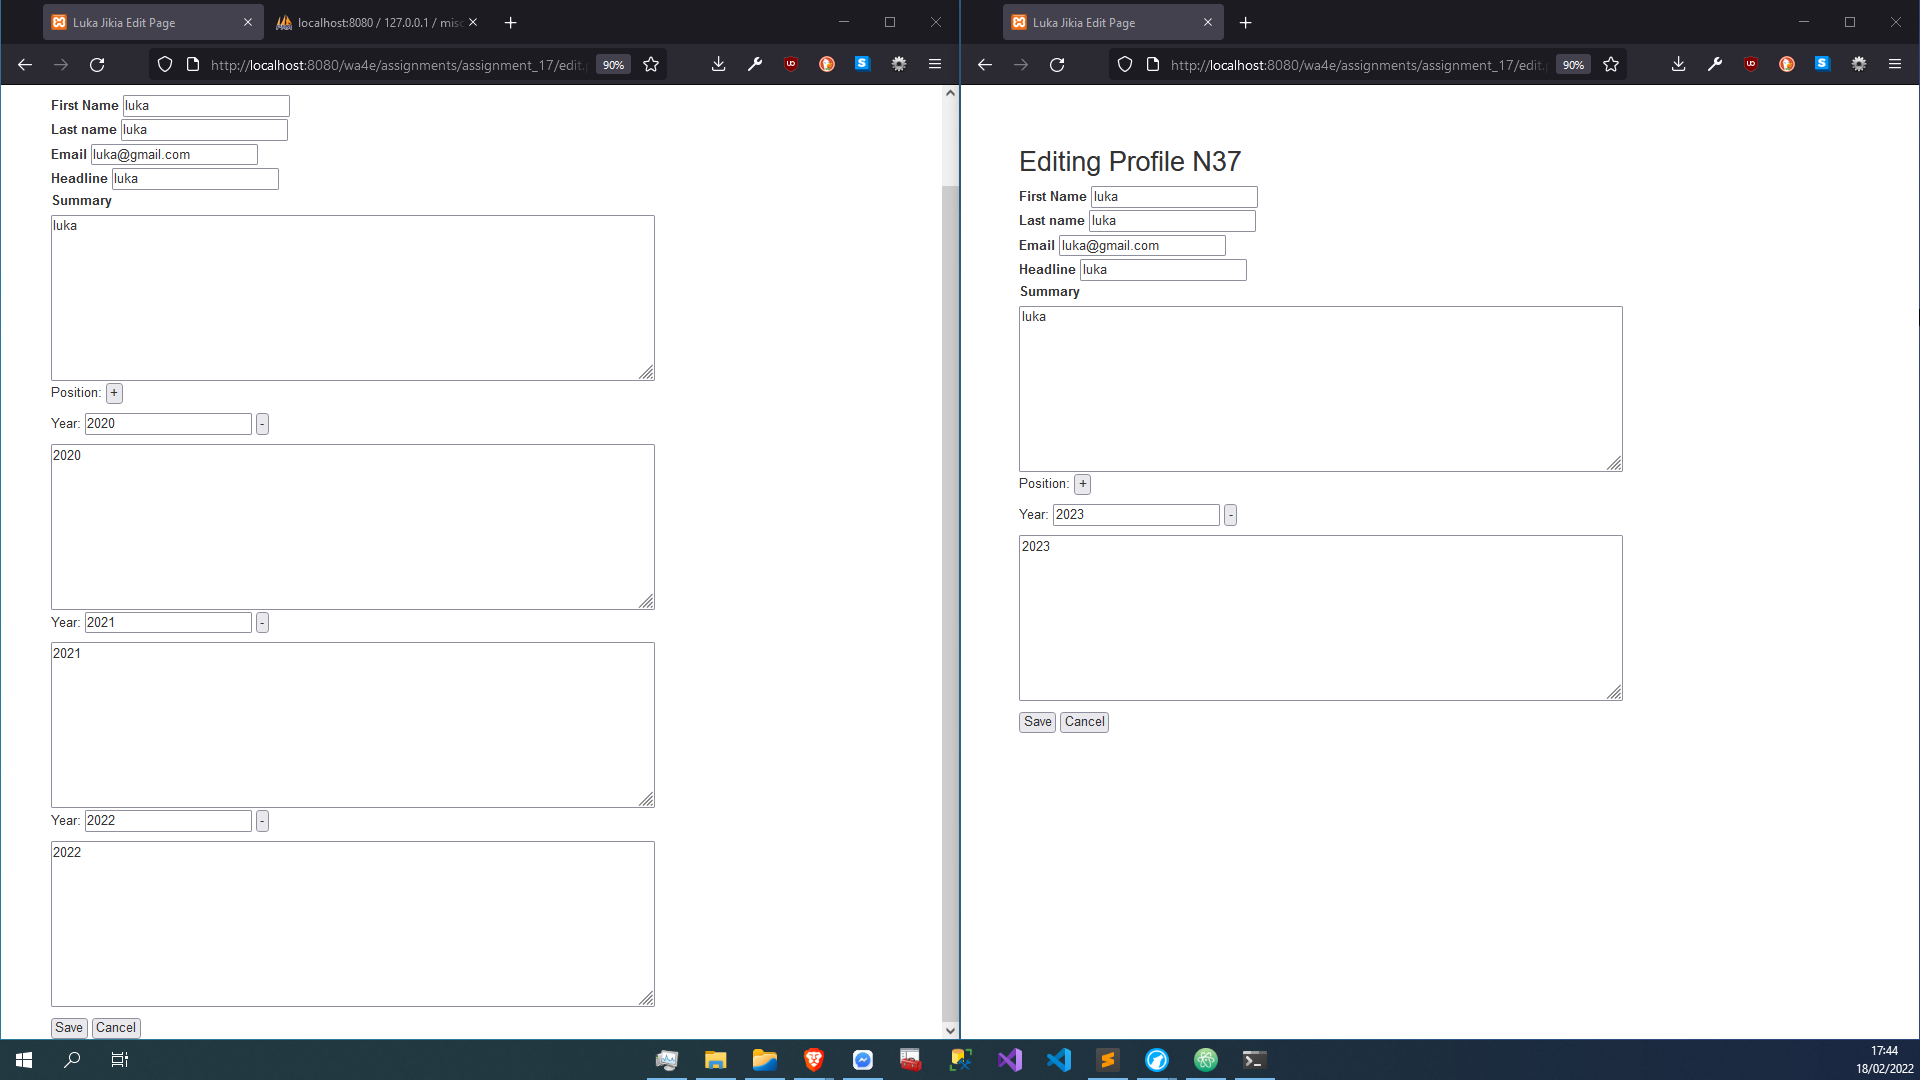 Luka Jikia Edit Page
localhost:8080 / 127.0.0.1 / misc
http://localhost:8080/wa4e/assignments/assignment_17/edit.
90%
First Name luka
Last name luka
Email luka@gmail.com
Headline luka
Summary
luka
Position: +
Year: 2020 -
2020
Year: 2021 -
2021
Year: 2022 -
2022
Save Cancel
Luka Jikia Edit Page
http://localhost:8080/wa4e/assignments/assignment_17/edit.
90%
Editing Profile N37
First Name luka
Last name luka
Email luka@gmail.com
Headline luka
Summary
luka
Position: +
Year: 2023 -
2023
Save Cancel
17:44
18/02/2022